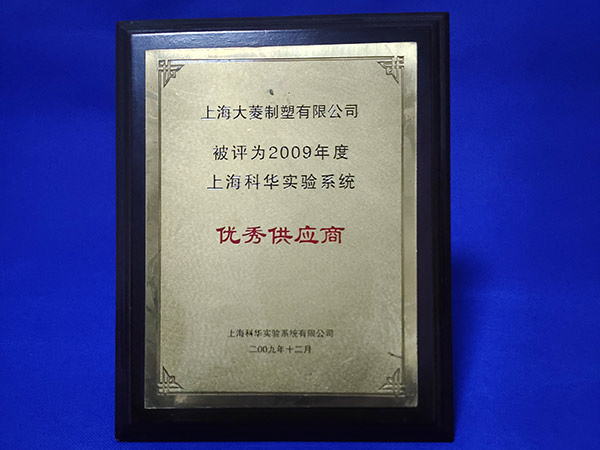 上海大菱制塑有限公司
被评为2009年度
上海科华实验系统
优秀供应商
上海科华实验系统有限公司
二00九年十二月